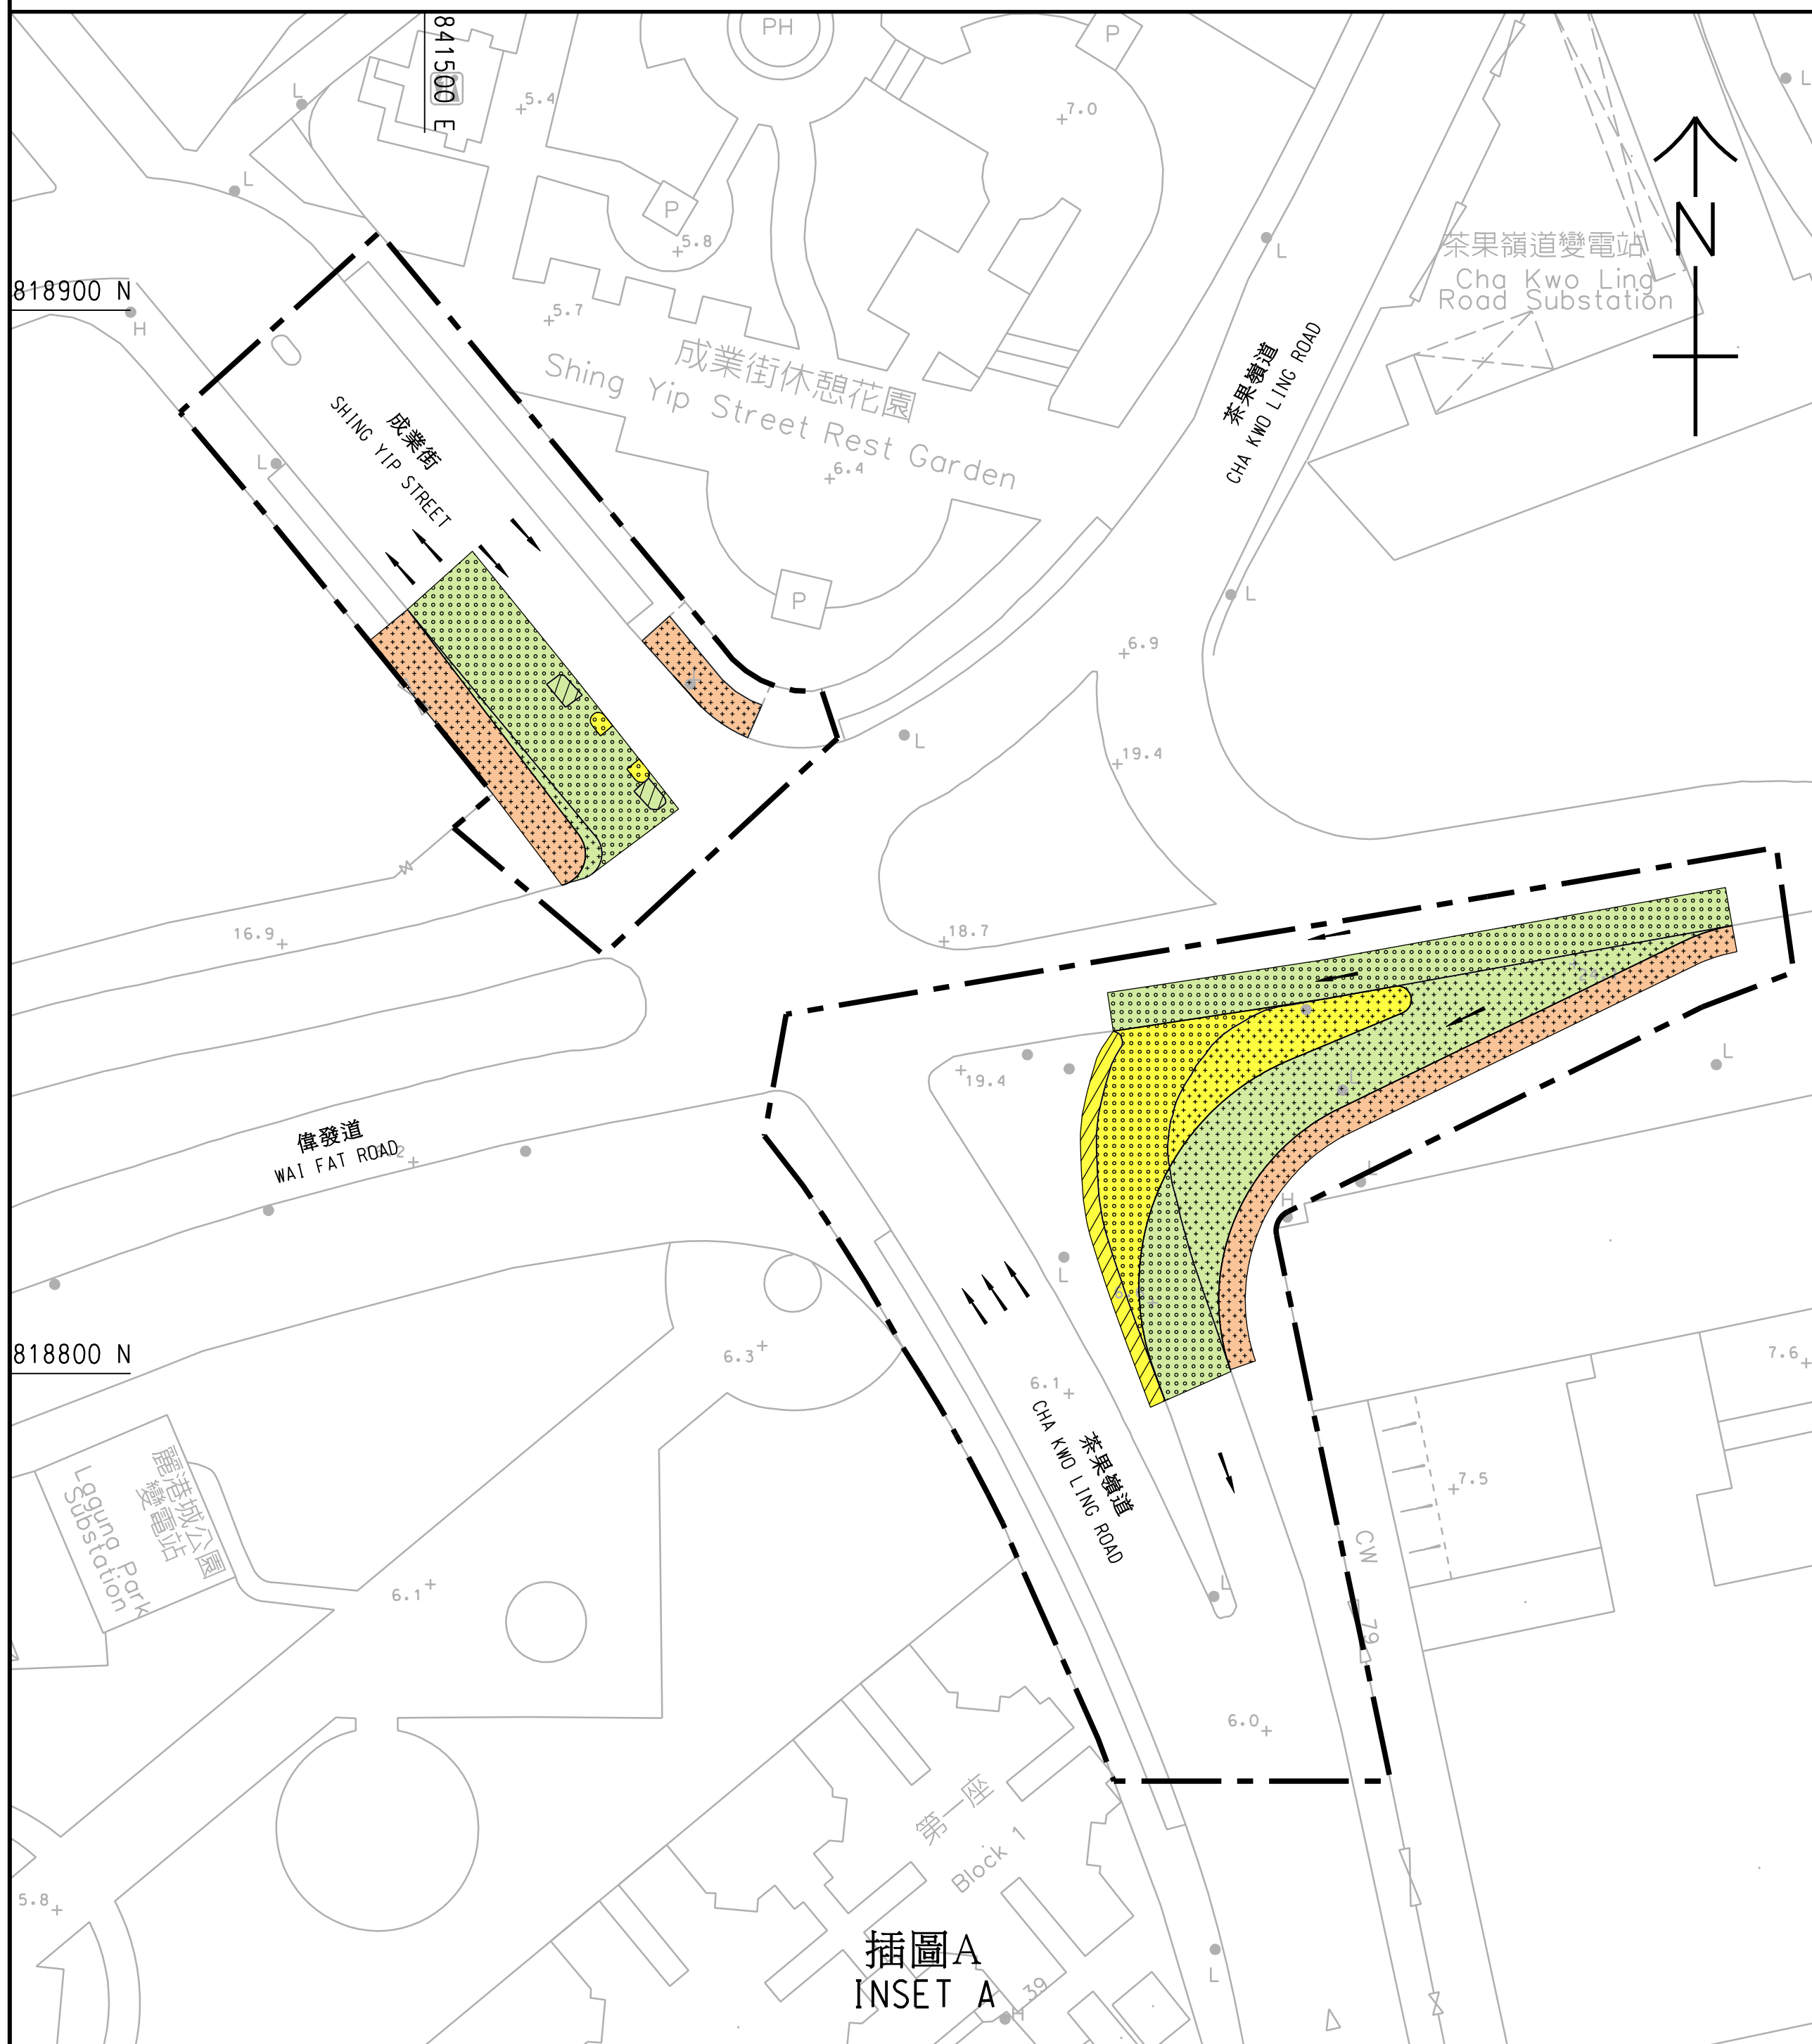 841500 E
PH
P
L
5.4
7.0
L
L
P
5.8
L
N
茶果嶺道變電站
Cha Kwo Ling
Road Substation
818900 N
H
5.7
成業街休憩花園
Shing Yip Street Rest Garden
茶果嶺道
CHA KWO LING ROAD
成業街
SHING YIP STREET
L
6.4
P
L
6.9
L
19.4
16.9
18.7
19.4
L
L
偉發道
WAI FAT ROAD
L
H
L
818800 N
6.3
6.1
7.6
茶果嶺道
CHA KWO LING ROAD
麗港城公園
變電站
Laguna Park
Substation
7.5
CW
L
79
6.1
6.0
第一座
Block 1
5.8
插圖A
INSET A
L
39
H